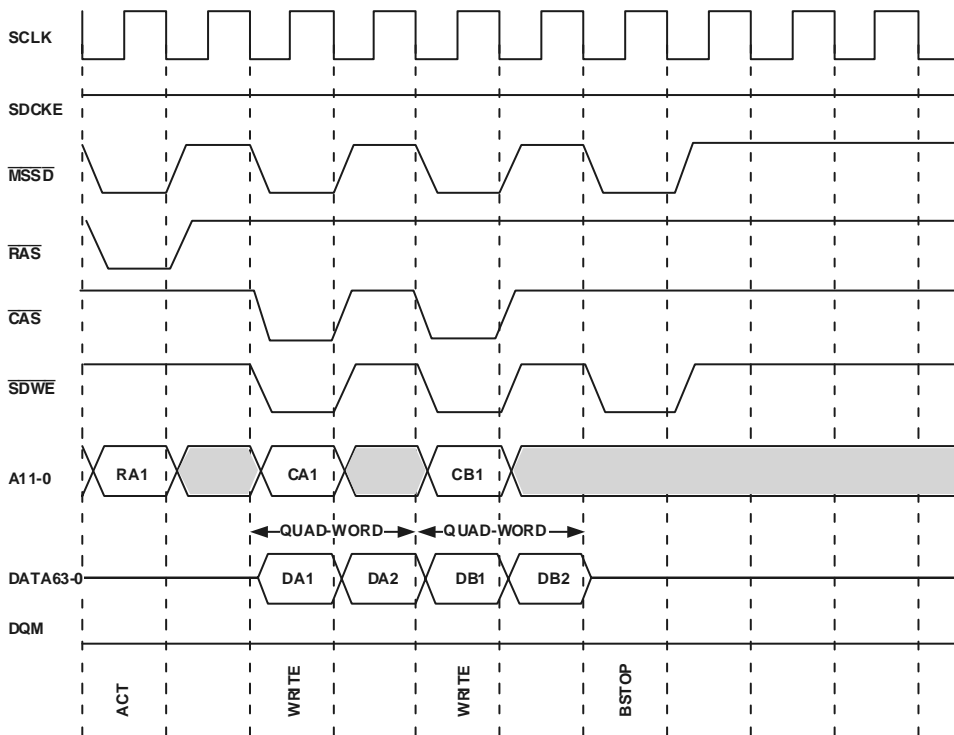 SCLK
SDCKE
MSSD
RAS
CAS
SDWE
A11-0
RA1
CA1
CB1
QUAD-WORD
QUAD-WORD
DATA63-0
DA1
DA2
DB1
DB2
DQM
ACT
WRITE
WRITE
BSTOP